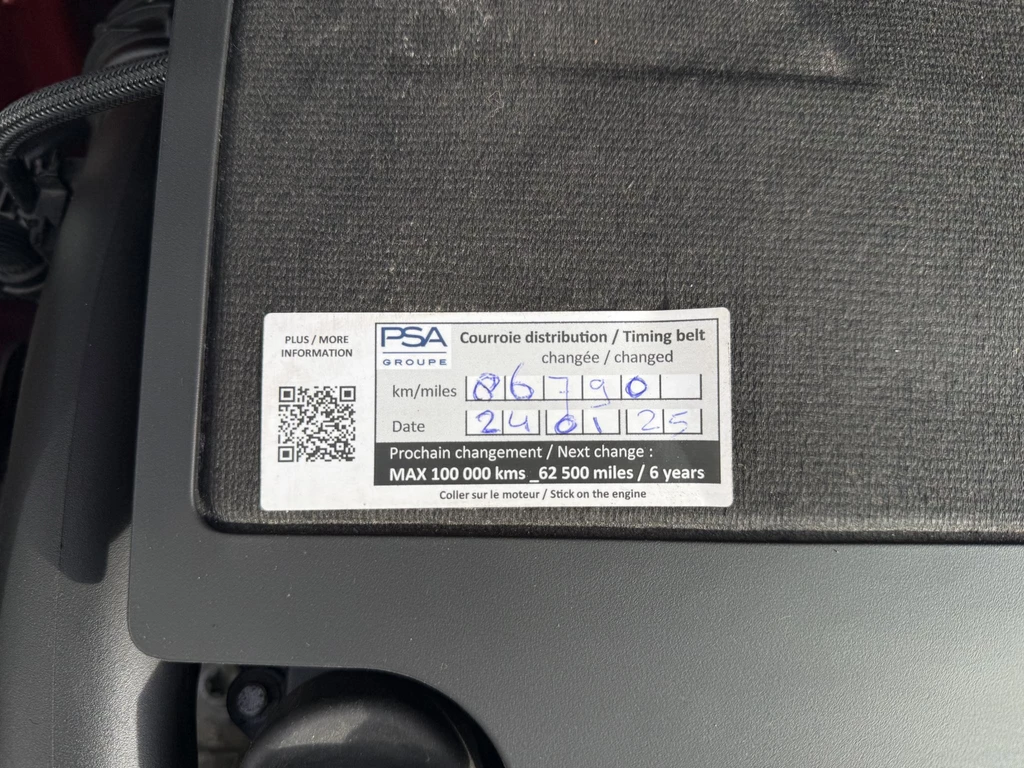 PLUS / MORE
INFORMATION
PSA
GROUPE
Courroie distribution / Timing belt
changée / changed
km/miles 86790
Date 24 01 25
Prochain changement / Next change :
MAX 100 000 kms _62 500 miles / 6 years
Coller sur le moteur / Stick on the engine